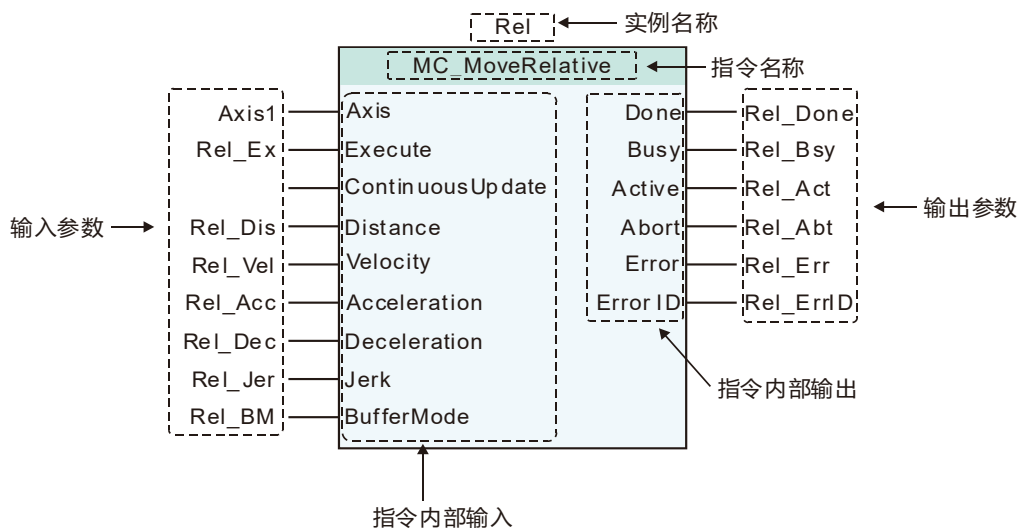 Rel
实例名称
MC_MoveRelative
指令名称
Axis1
Axis
Done
Rel_Done
Rel_Ex
Execute
Busy
Rel_Bsy
ContinuousUpdate
Active
Rel_Act
输入参数
Rel_Dis
Distance
Abort
Rel_Abt
输出参数
Rel_Vel
Velocity
Error
Rel_Err
Rel_Acc
Acceleration
ErrorID
Rel_ErrID
Rel_Dec
Deceleration
Rel_Jer
Jerk
指令内部输出
Rel_BM
BufferMode
指令内部输入